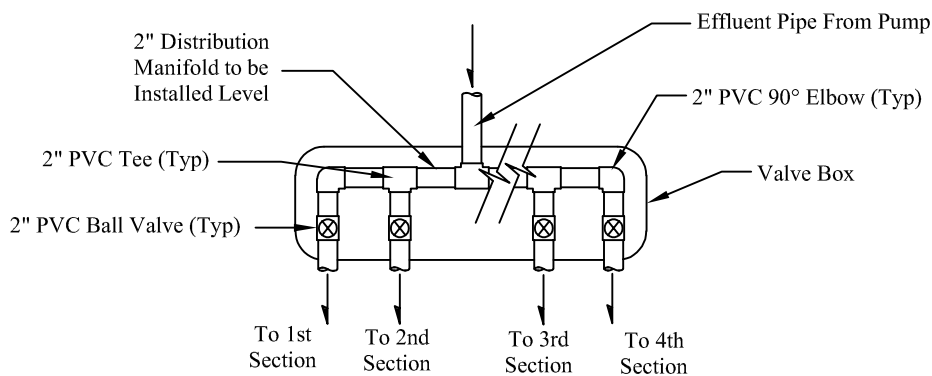 Effluent Pipe From Pump
2" Distribution
Manifold to be
Installed Level
2" PVC 90° Elbow (Typ)
2" PVC Tee (Typ)
Valve Box
2" PVC Ball Valve (Typ)
To 1st
Section
To 2nd
Section
To 3rd
Section
To 4th
Section